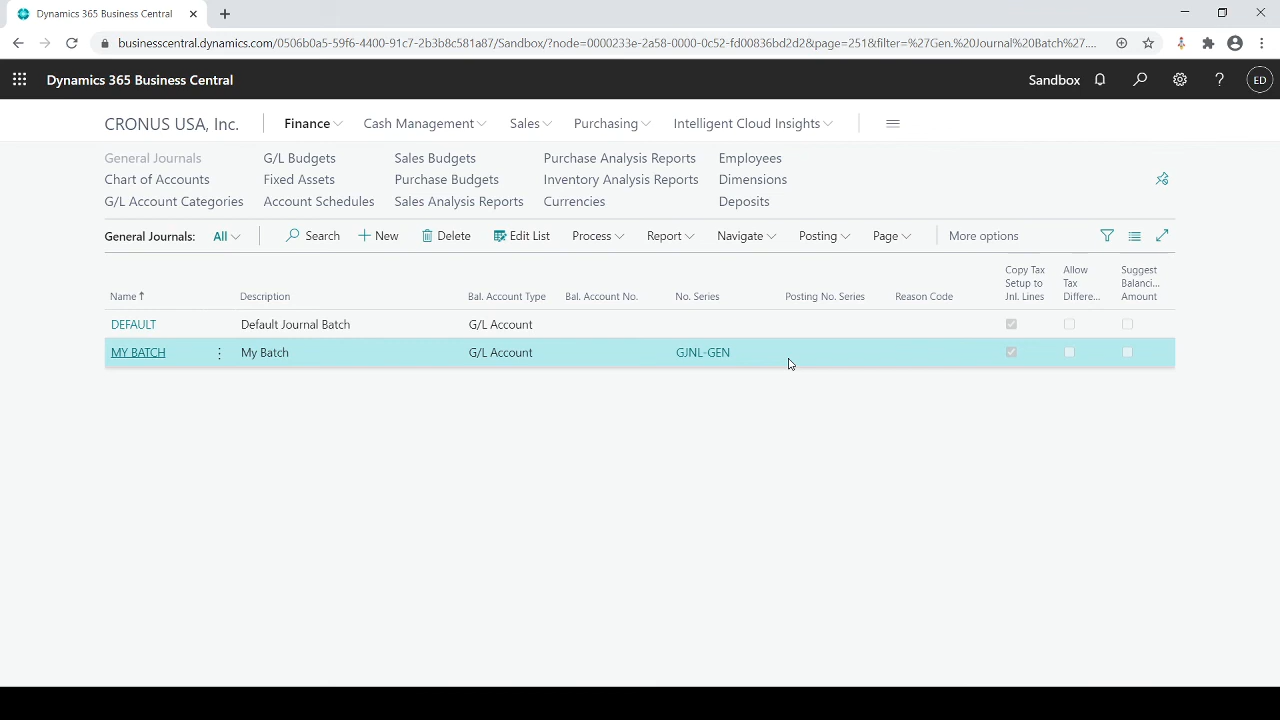 Dynamics 365 Business Central
businesscentral.dynamics.com/0506b0a5-59f6-4400-91c7-2b3b8c581a87/Sandbox/?node=0000233e-2a58-0000-0c52-fd00836bd2d2&page=251&filter=%27Gen.%20Journal%20Batch%27....
Dynamics 365 Business Central
Sandbox ? ED
CRONUS USA, Inc. Finance Cash Management Sales Purchasing Intelligent Cloud Insights
General Journals G/L Budgets Sales Budgets Purchase Analysis Reports Employees
Chart of Accounts Fixed Assets Purchase Budgets Inventory Analysis Reports Dimensions
G/L Account Categories Account Schedules Sales Analysis Reports Currencies Deposits
General Journals: All Search + New Delete Edit List Process Report Navigate Posting Page More options
Name ↑ Description Bal. Account Type Bal. Account No. No. Series Posting No. Series Reason Code
Copy Tax
Setup to
Jnl. Lines
Allow
Tax
Differe...
Suggest
Balanci...
Amount
DEFAULT Default Journal Batch G/L Account
MY BATCH My Batch G/L Account GJNL-GEN